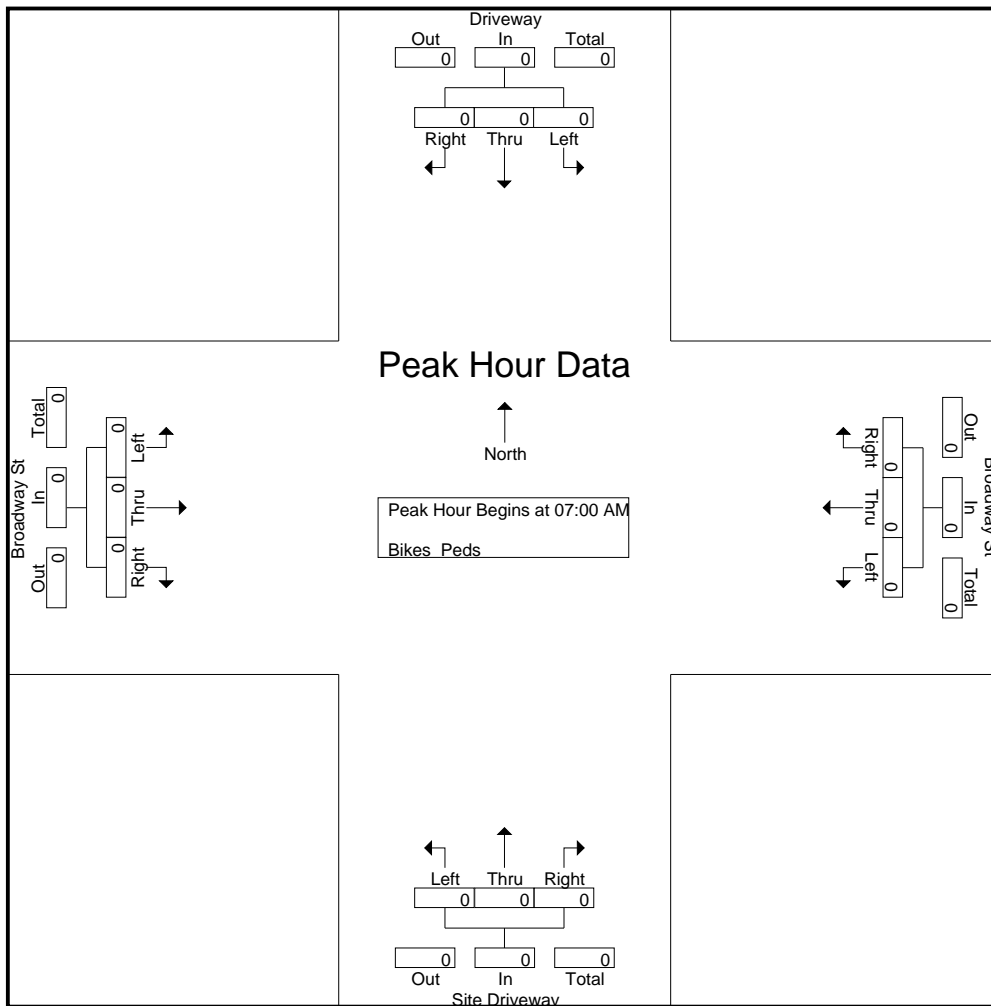 Driveway
Out In Total
0 0 0
0 0 0
Right Thru Left
Peak Hour Data
North
Peak Hour Begins at 07:00 AM
Bikes Peds
Broadway St
Total In Out
0 0 0
0 0 0
Left Thru Right
Right Thru Left
0 0 0
0 0 0
Out In Total
Broadway St
Left Thru Right
0 0 0
0 0 0
Out In Total
Site Driveway